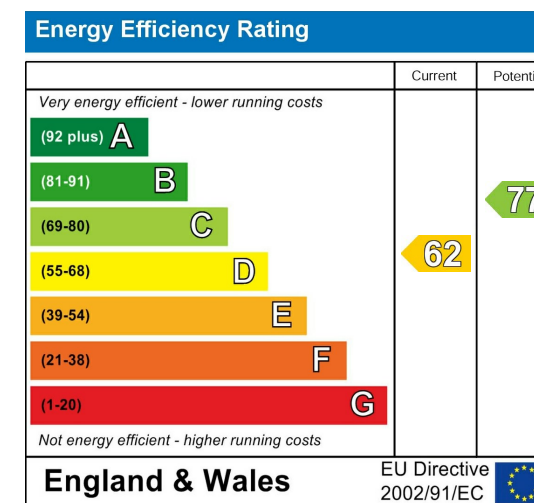 Energy Efficiency Rating
Current Potenti
Very energy efficient - lower running costs
(92 plus) A
(81-91) B
(69-80) C
(55-68) D
(39-54) E
(21-38) F
(1-20) G
62
77
Not energy efficient - higher running costs
England & Wales
EU Directive
2002/91/EC